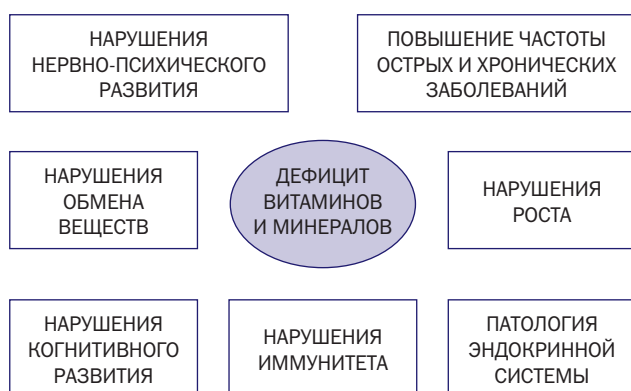 НАРУШЕНИЯ
НЕРВНО-ПСИХИЧЕСКОГО
РАЗВИТИЯ
ПОВЫШЕНИЕ ЧАСТОТЫ
ОСТРЫХ И ХРОНИЧЕСКИХ
ЗАБОЛЕВАНИЙ
НАРУШЕНИЯ
ОБМЕНА
ВЕЩЕСТВ
ДЕФИЦИТ
ВИТАМИНОВ
И МИНЕРАЛОВ
НАРУШЕНИЯ
РОСТА
НАРУШЕНИЯ
КОГНИТИВНОГО
РАЗВИТИЯ
НАРУШЕНИЯ
ИММУНИТЕТА
ПАТОЛОГИЯ
ЭНДОКРИННОЙ
СИСТЕМЫ